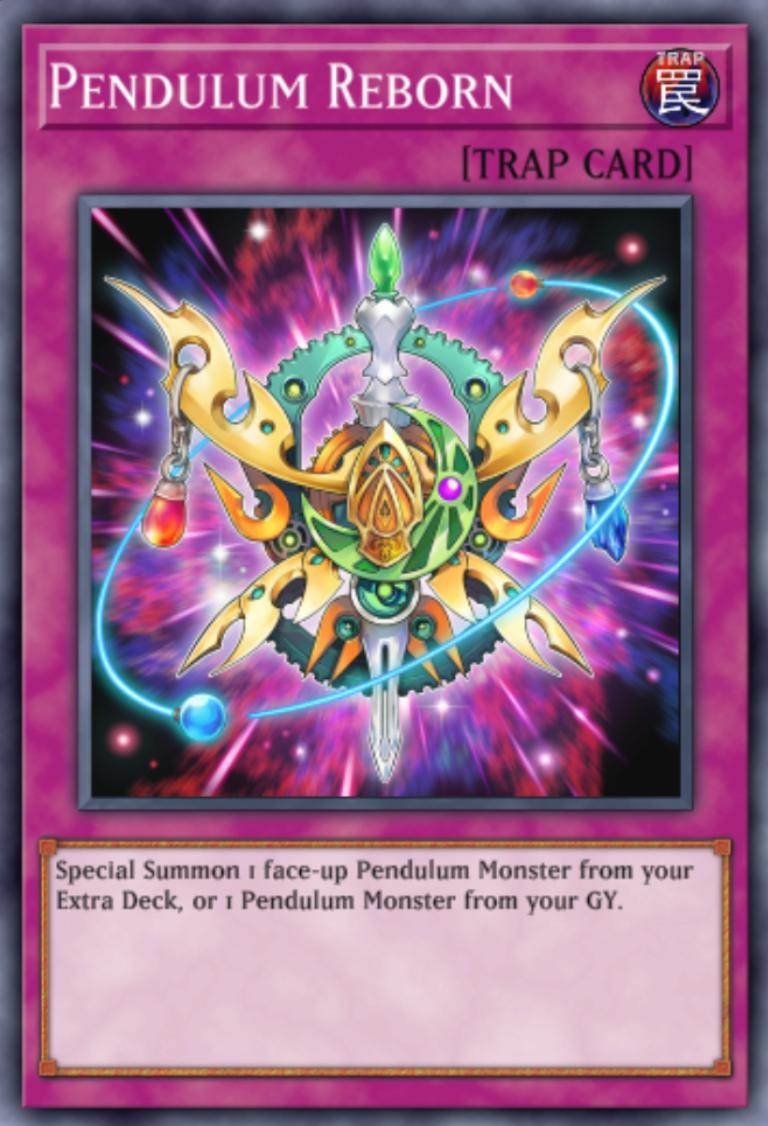 PENDULUM REBORN
TRAP
罠
[TRAP CARD]
Special Summon 1 face-up Pendulum Monster from your
Extra Deck, or 1 Pendulum Monster from your GY.